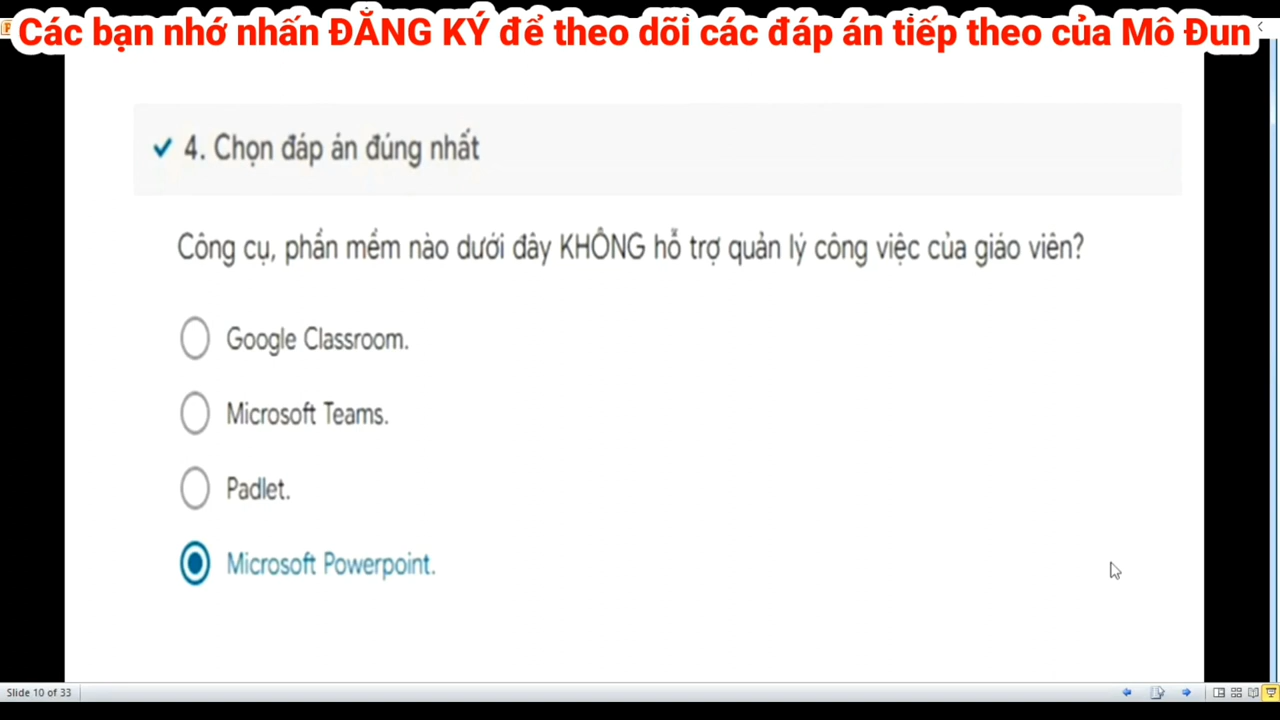 Các bạn nhớ nhấn ĐĂNG KÝ để theo dõi các đáp án tiếp theo của Mô Đun
4. Chọn đáp án đúng nhất
Công cụ, phần mềm nào dưới đây KHÔNG hỗ trợ quản lý công việc của giáo viên?
Google Classroom.
Microsoft Teams.
Padlet.
Microsoft Powerpoint.
Slide 10 of 33